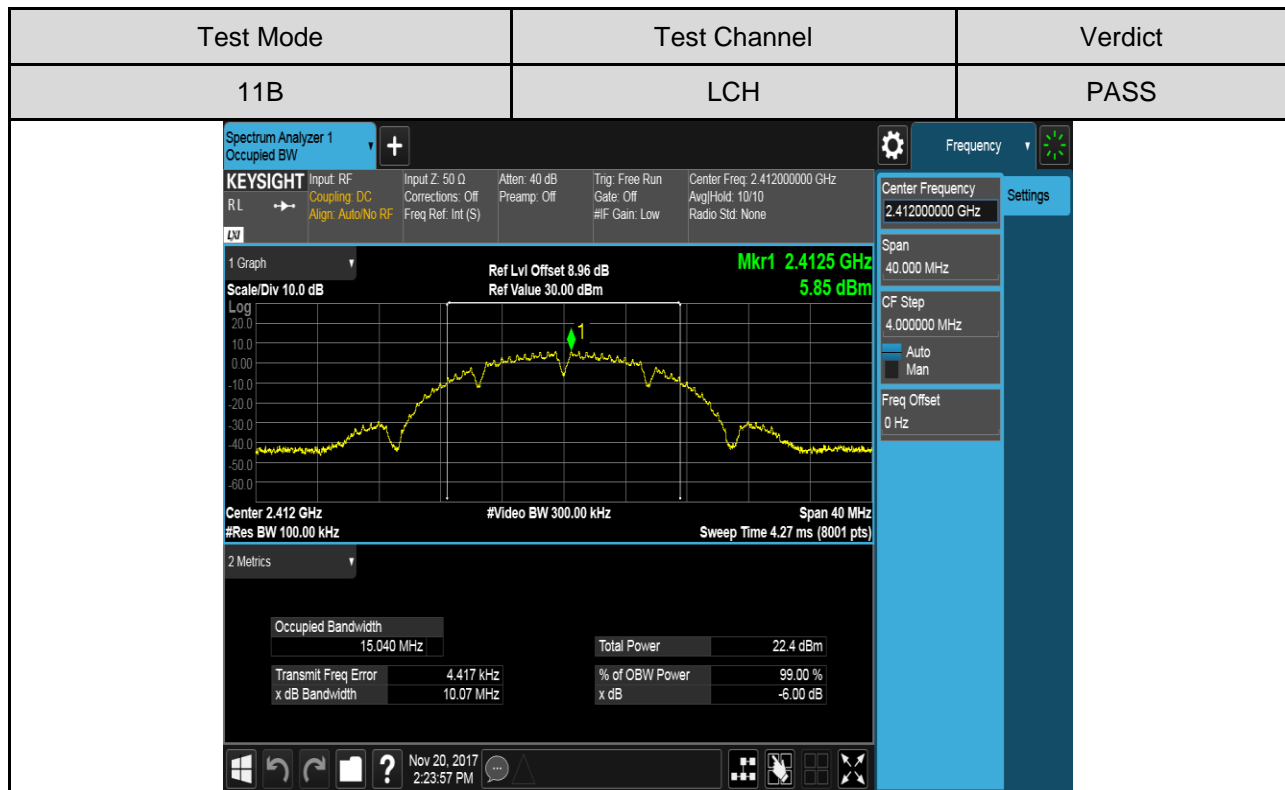 Test Mode Test Channel Verdict
11B LCH PASS
Spectrum Analyzer 1
Occupied BW
Frequency
KEYSIGHT Input: RF Input Z: 50 Ω Atten: 40 dB Trig: Free Run Center Freq: 2.412000000 GHz
RL Coupling: DC Corrections: Off Preamp: Off Gate: Off Avg|Hold: 10/10
Align: Auto/No RF Freq Ref: Int (S) #IF Gain: Low Radio Std: None
LXI
Center Frequency
2.412000000 GHz
Settings
Span
40.000 MHz
CF Step
4.000000 MHz
Auto
Man
Freq Offset
0 Hz
1 Graph
Ref Lvl Offset 8.96 dB
Mkr1 2.4125 GHz
Scale/Div 10.0 dB
Ref Value 30.00 dBm
5.85 dBm
Log
20.0
10.0
0.00
-10.0
-20.0
-30.0
-40.0
-50.0
-60.0
1
Center 2.412 GHz #Video BW 300.00 kHz Span 40 MHz
#Res BW 100.00 kHz Sweep Time 4.27 ms (8001 pts)
2 Metrics
Occupied Bandwidth
15.040 MHz
Total Power 22.4 dBm
Transmit Freq Error 4.417 kHz % of OBW Power 99.00 %
x dB Bandwidth 10.07 MHz x dB -6.00 dB
Nov 20, 2017
2:23:57 PM